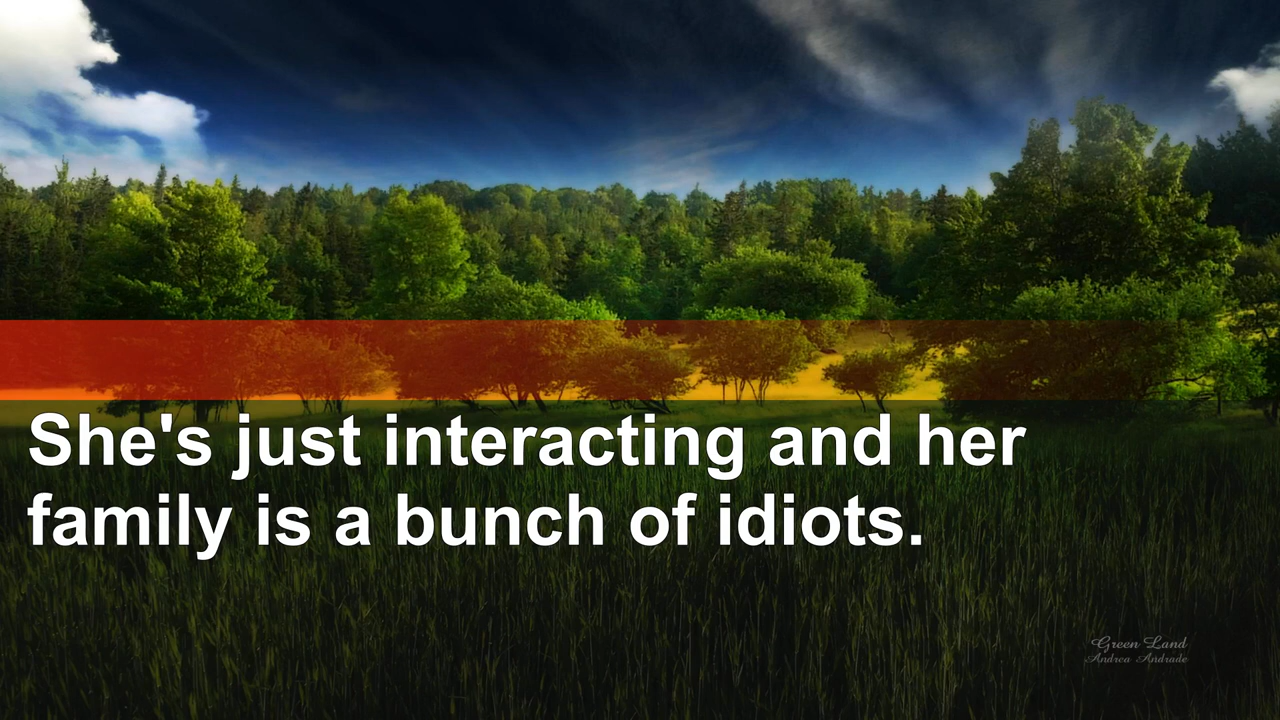 She's just interacting and her
family is a bunch of idiots.
Green Land
Andrea Andrade